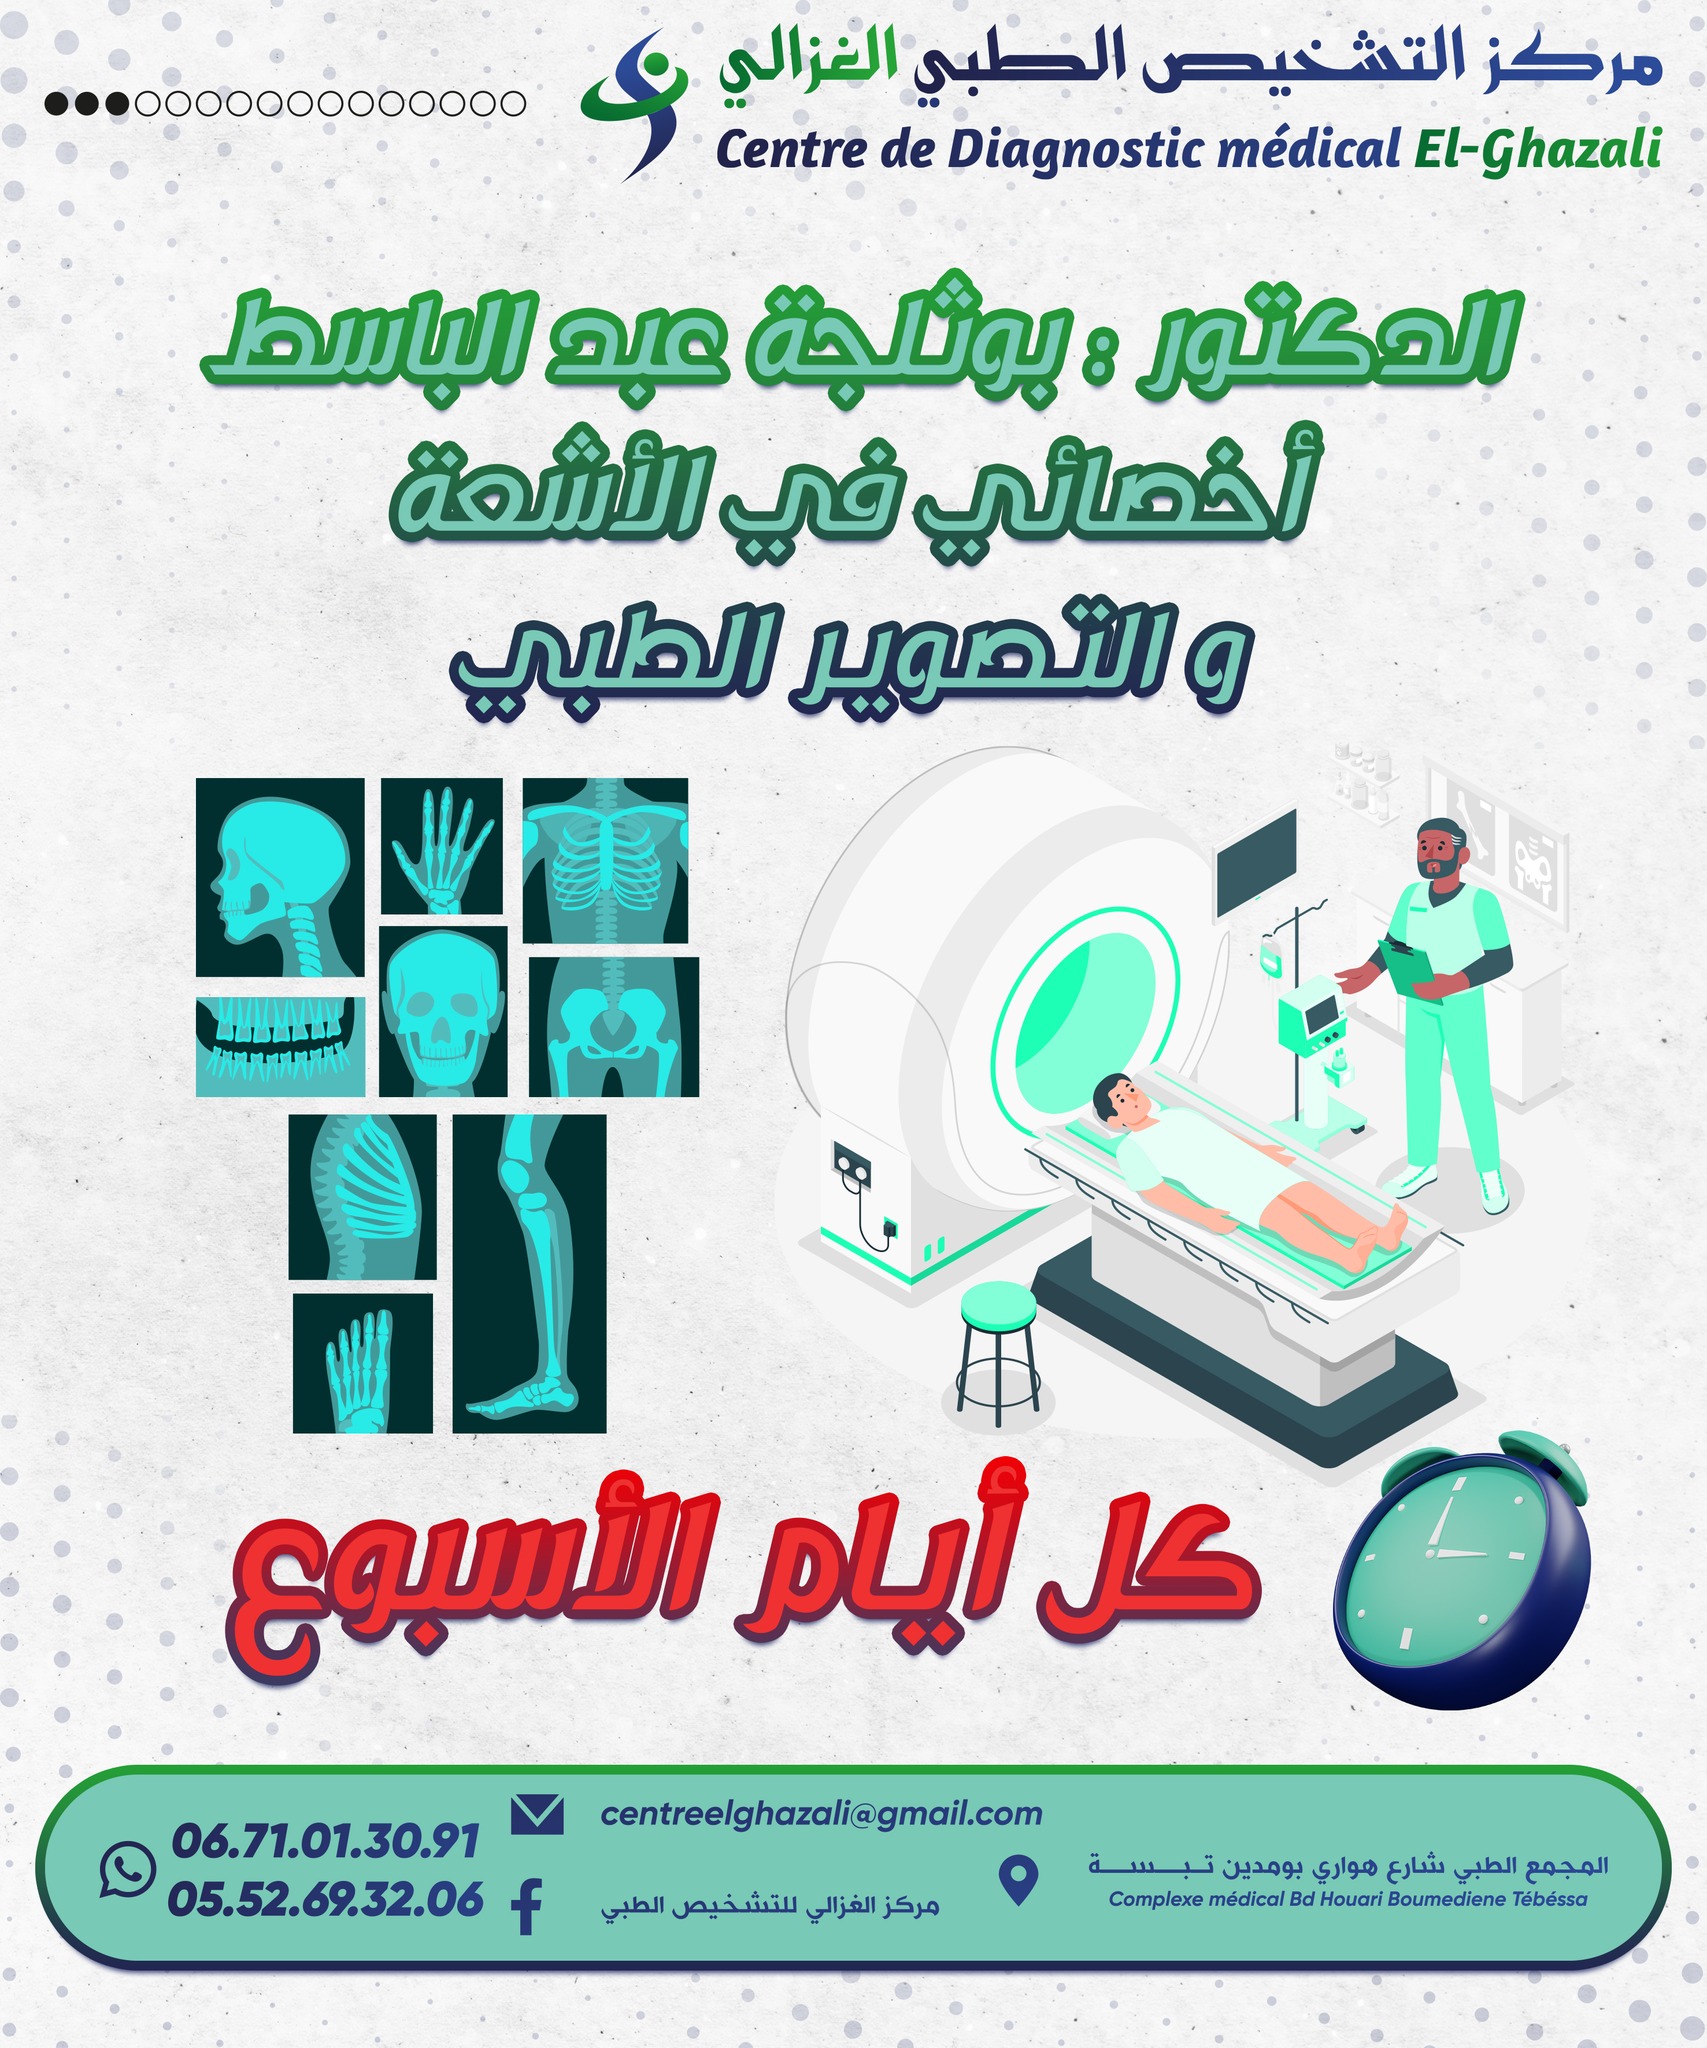 مركز التشخيص الطبي الغزالي
Centre de Diagnostic médical El-Ghazali
الدكتور : بوثلجة عبد الباسط
أخصائي في الأشعة
و التصوير الطبي
كل أيام الأسبوع
06.71.01.30.91
05.52.69.32.06
centreelghazali@gmail.com
مركز الغزالي للتشخيص الطبي
المجمع الطبي شارع هواري بومدين تـبـــســـــة
Complexe médical Bd Houari Boumediene Tébéssa